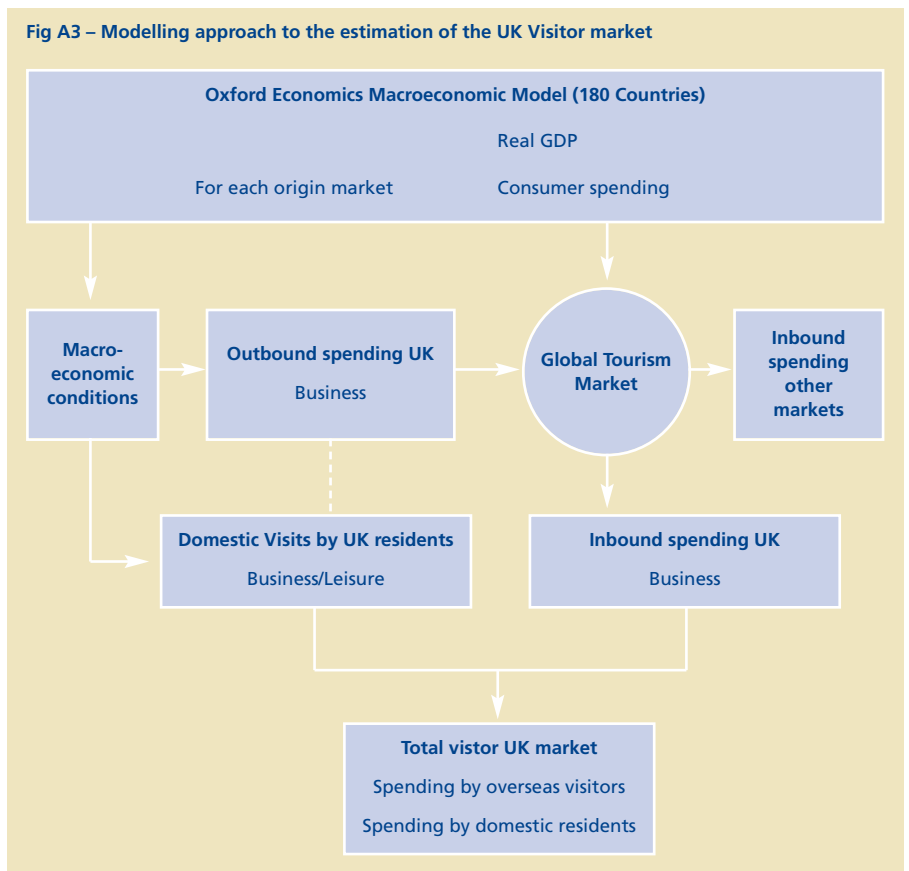 Fig A3 – Modelling approach to the estimation of the UK Visitor market
Oxford Economics Macroeconomic Model (180 Countries)
Real GDP
For each origin market
Consumer spending
Macro-
economic
conditions
Outbound spending UK
Business
Global Tourism
Market
Inbound
spending
other
markets
Domestic Visits by UK residents
Business/Leisure
Inbound spending UK
Business
Total vistor UK market
Spending by overseas visitors
Spending by domestic residents